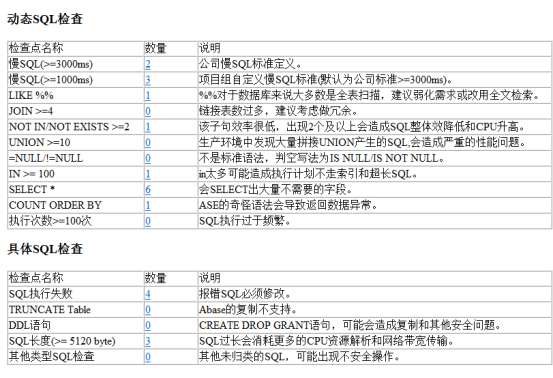 动态SQL检查
检查点名称 数量 说明
慢SQL(>=3000ms) 2 公司慢SQL标准定义。
慢SQL(>=1000ms) 3 项目组自定义慢SQL标准(默认为公司标准>=3000ms)。
LIKE %% 1 %%对于数据库来说大多数是全表扫描，建议弱化需求或改用全文检索。
JOIN >=4 0 链接表数过多，建议考虑做冗余。
NOT IN/NOT EXISTS >=2 1 该子句效率很低，出现2个及以上会造成SQL整体效降低和CPU升高。
UNION >=10 0 生产环境中发现大量拼接UNION产生的SQL,会造成严重的性能问题。
=NULL/!=NULL 0 不是标准语法，判空写法为IS NULL/IS NOT NULL。
IN >= 100 1 in太多可能造成执行计划不走索引和超长SQL。
SELECT * 6 会SELECT出大量不需要的字段。
COUNT ORDER BY 1 ASE的奇怪语法会导致返回数据异常。
执行次数>=100次 0 SQL执行过于频繁。
具体SQL检查
检查点名称 数量 说明
SQL执行失败 4 报错SQL必须修改。
TRUNCATE Table 0 Abase的复制不支持。
DDL语句 0 CREATE DROP GRANT语句，可能会造成复制和其他安全问题。
SQL长度(>= 5120 byte) 3 SQL过长会消耗更多的CPU资源解析和网络带宽传输。
其他类型SQL检查 0 其他未归类的SQL，可能出现不安全操作。